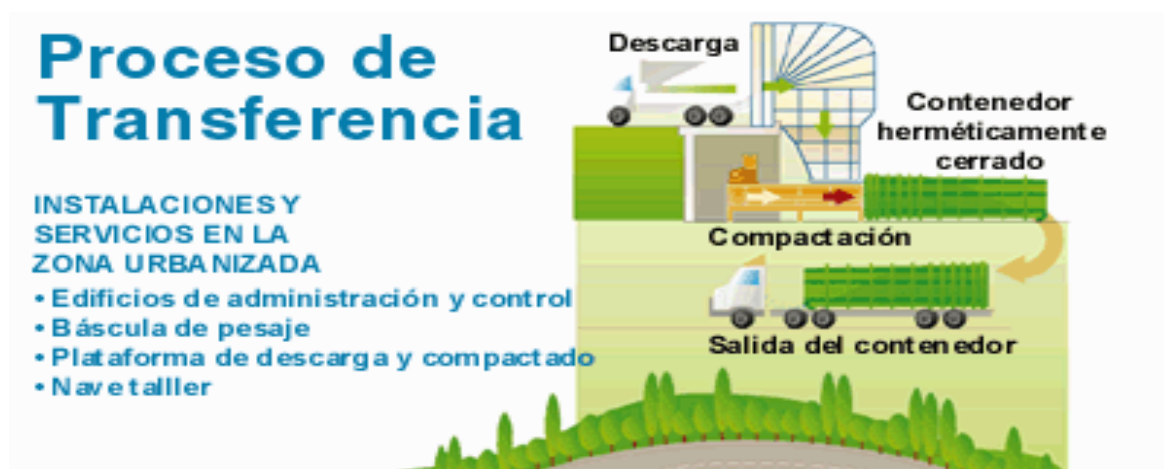 Proceso de
Transferencia
INSTALACIONES Y
SERVICIOS EN LA
ZONA URBANIZADA
• Edificios de administración y control
• Báscula de pesaje
• Plataforma de descarga y compactado
• Nave talller
Descarga
Contenedor
herméticamente
cerrado
Compactación
Salida del contenedor